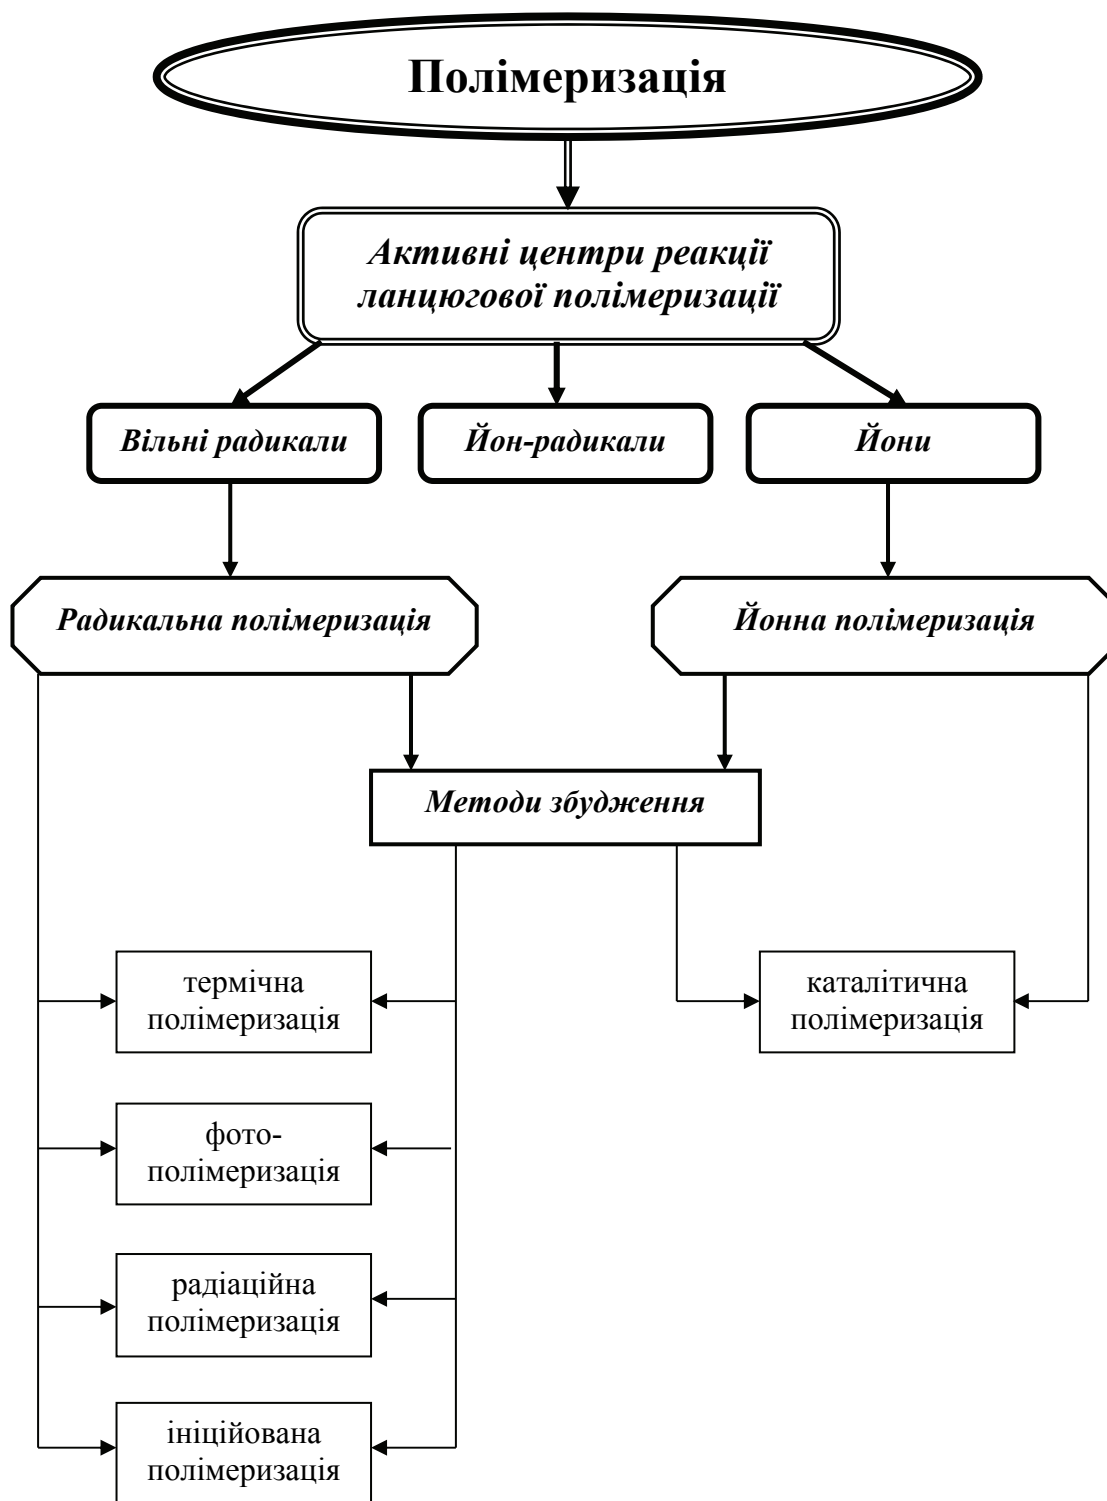 Полімеризація
Активні центри реакції
ланцюгової полімеризації
Вільні радикали
Йон-радикали
Йони
Радикальна полімеризація
Йонна полімеризація
Методи збудження
термічна
полімеризація
каталітична
полімеризація
фото-
полімеризація
радіаційна
полімеризація
ініційована
полімеризація